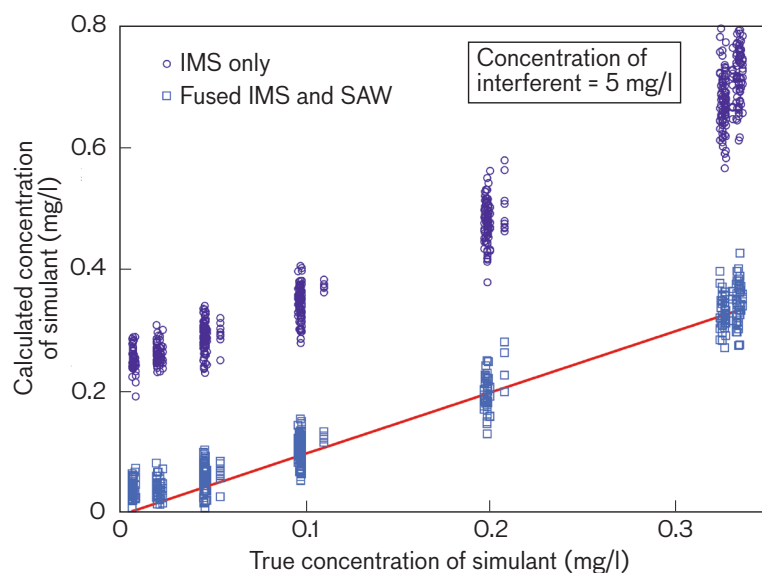 0.8
IMS only
Fused IMS and SAW
Concentration of
interferent = 5 mg/l
0.6
Calculated concentration
of simulant (mg/l)
0.4
0.2
0
0
0.1
0.2
0.3
True concentration of simulant (mg/l)